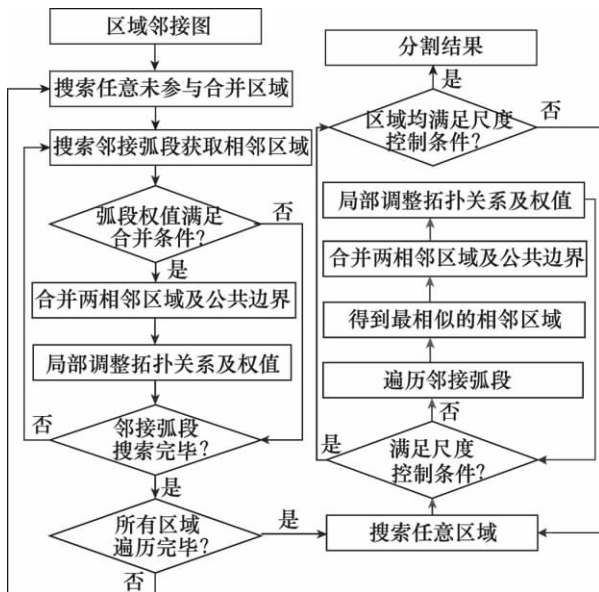 区域邻接图
搜索任意未参与合并区域
搜索邻接弧段获取相邻区域
弧段权值满足
合并条件?
否
是
合并两相邻区域及公共边界
局部调整拓扑关系及权值
否
邻接弧段
搜索完毕?
是
所有区域
遍历完毕?
是
否
分割结果
是
区域均满足尺度
控制条件?
否
局部调整拓扑关系及权值
合并两相邻区域及公共边界
得到最相似的相邻区域
遍历邻接弧段
否
是
满足尺度
控制条件?
搜索任意区域